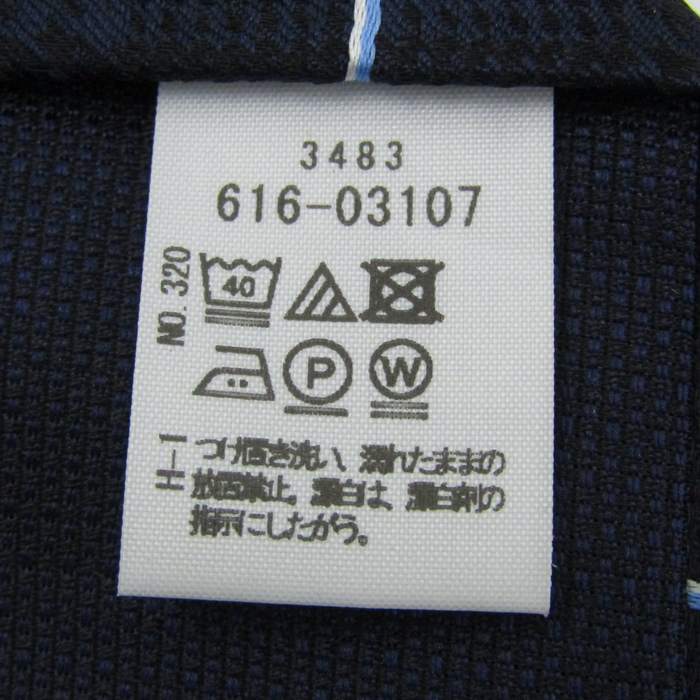 3483
616-03107
NO. 320
40
P
W
H-1
つけ置き洗い、濡れたままの
放置禁止。漂白は、漂白剤の
指示にしたがう。